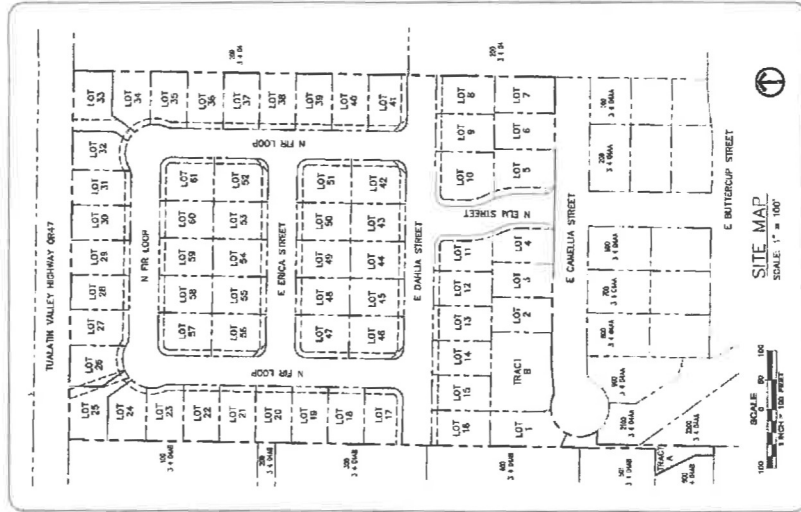 TUALATIN VALLEY HIGHWAY OR47
LOT 25
LOT 26
LOT 27
LOT 28
LOT 29
LOT 30
LOT 31
LOT 32
LOT 33
LOT 24
LOT 34
LOT 23
N FIR LOOP
LOT 35
LOT 22
LOT 57
LOT 58
LOT 59
LOT 60
LOT 61
LOT 36
LOT 21
LOT 56
LOT 55
LOT 54
LOT 53
LOT 52
LOT 37
LOT 20
N FIR LOOP
E ERICA STREET
N FIR LOOP
LOT 38
LOT 19
LOT 47
LOT 48
LOT 49
LOT 50
LOT 51
LOT 39
LOT 18
LOT 46
LOT 45
LOT 44
LOT 43
LOT 42
LOT 40
LOT 17
LOT 41
E DAHLIA STREET
LOT 16
LOT 15
LOT 14
LOT 13
LOT 12
LOT 11
N ELM STREET
LOT 10
LOT 9
LOT 8
LOT 1
TRACT B
LOT 2
LOT 3
LOT 4
LOT 5
LOT 6
LOT 7
E CAMELLIA STREET
TRACT A
E BUTTERCUP STREET
SITE MAP
SCALE: 1" = 100'
SCALE
100 0 50 100
1 INCH = 100 FEET